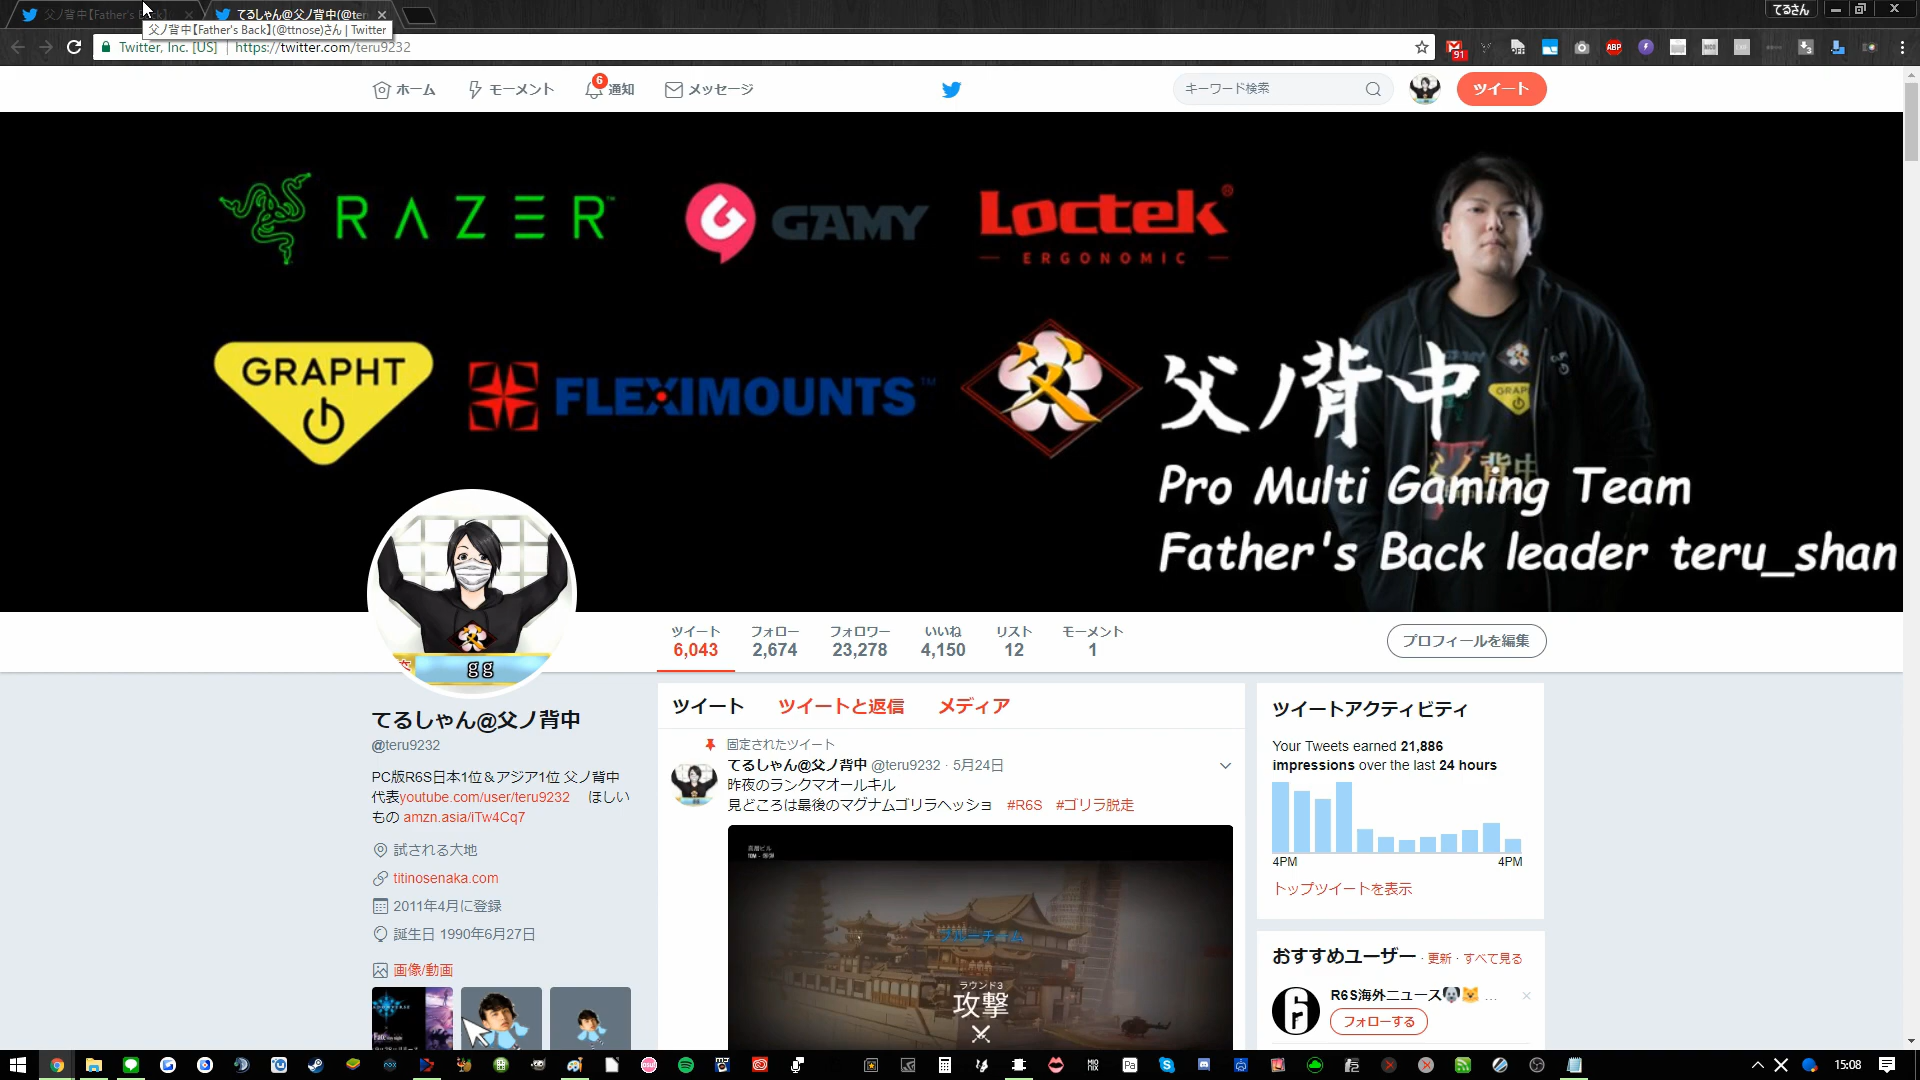 父ノ背中【Father's Back】
てるしゃん@父ノ背中(@ter
てるさん
父ノ背中【Father's Back】(@ttnose)さん | Twitter
Twitter, Inc. [US] | https://twitter.com/teru9232
91
OFF
ABP
ホーム
モーメント
6
通知
メッセージ
キーワード検索
ツイート
RAZER™
GAMY
Loctek®
ERGONOMIC
GRAPHT
FLEXIMOUNTS™
父
父ノ背中
Pro Multi Gaming Team
Father's Back leader teru_shan
gg
ツイート
6,043
フォロー
2,674
フォロワー
23,278
いいね
4,150
リスト
12
モーメント
1
プロフィールを編集
てるしゃん@父ノ背中
@teru9232
PC版R6S日本1位＆アジア1位 父ノ背中
代表youtube.com/user/teru9232 ほしい
もの amzn.asia/iTw4Cq7
試される大地
titinosenaka.com
2011年4月に登録
誕生日 1990年6月27日
画像/動画
ツイート
ツイートと返信
メディア
固定されたツイート
てるしゃん@父ノ背中 @teru9232 · 5月24日
昨夜のランクマオールキル
見どころは最後のマグナムゴリラヘッショ #R6S #ゴリラ脱走
ブルーチーム
ラウンド3
攻撃
ツイートアクティビティ
Your Tweets earned 21,886
impressions over the last 24 hours
4PM
4PM
トップツイートを表示
おすすめユーザー · 更新 · すべて見る
R6S海外ニュース🐶😺 ...
フォローする
15:08